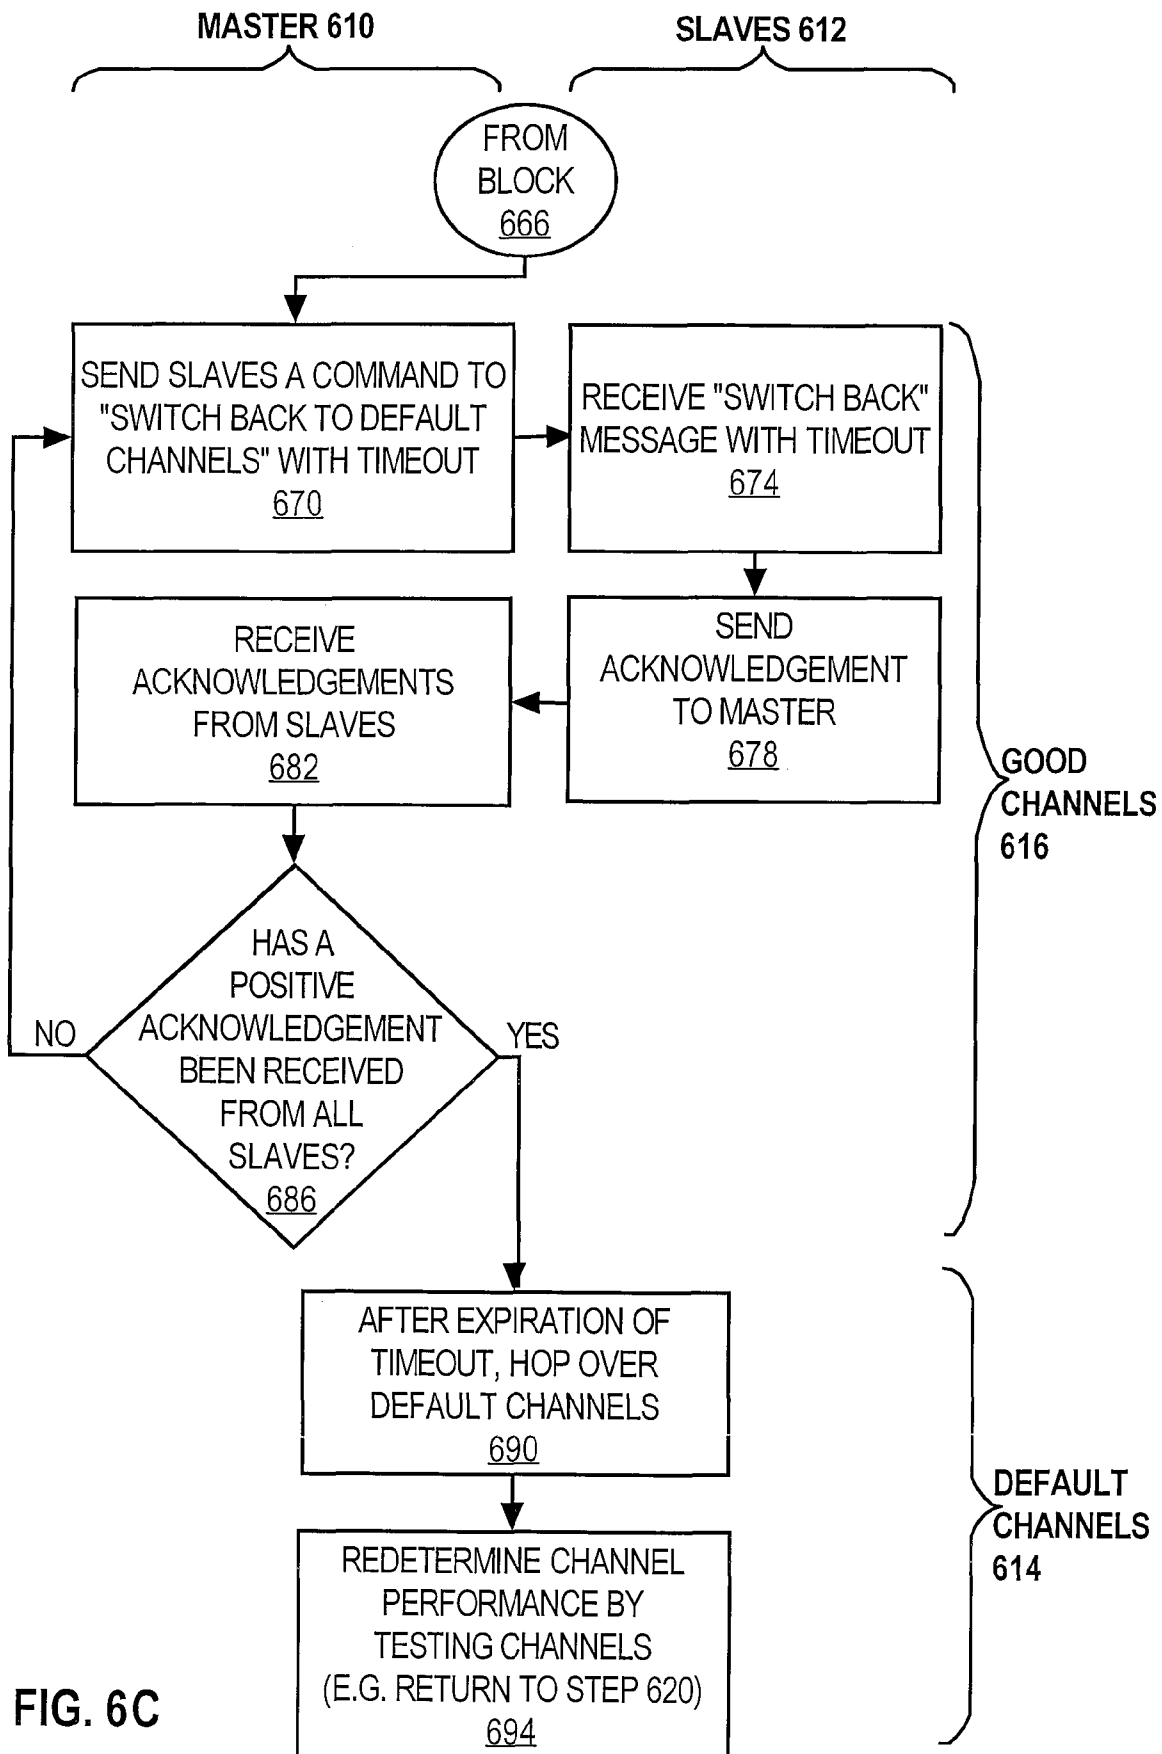 MASTER 610
SLAVES 612
FROM
BLOCK
666
SEND SLAVES A COMMAND TO
"SWITCH BACK TO DEFAULT
CHANNELS" WITH TIMEOUT
670
RECEIVE "SWITCH BACK"
MESSAGE WITH TIMEOUT
674
RECEIVE
ACKNOWLEDGEMENTS
FROM SLAVES
682
SEND
ACKNOWLEDGEMENT
TO MASTER
678
GOOD
CHANNELS
616
HAS A
POSITIVE
ACKNOWLEDGEMENT
BEEN RECEIVED
FROM ALL
SLAVES?
686
NO
YES
AFTER EXPIRATION OF
TIMEOUT, HOP OVER
DEFAULT CHANNELS
690
REDETERMINE CHANNEL
PERFORMANCE BY
TESTING CHANNELS
(E.G. RETURN TO STEP 620)
694
DEFAULT
CHANNELS
614
FIG. 6C